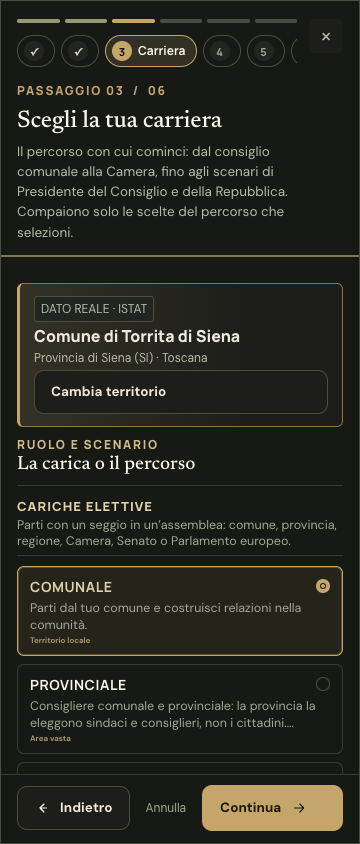 ✓ ✓ 3 Carriera 4 5 ×
PASSAGGIO 03 / 06
Scegli la tua carriera
Il percorso con cui cominci: dal consiglio
comunale alla Camera, fino agli scenari di
Presidente del Consiglio e della Repubblica.
Compaiono solo le scelte del percorso che
selezioni.
DATO REALE · ISTAT
Comune di Torrita di Siena
Provincia di Siena (SI) · Toscana
Cambia territorio
RUOLO E SCENARIO
La carica o il percorso
CARICHE ELETTIVE
Parti con un seggio in un'assemblea: comune, provincia,
regione, Camera, Senato o Parlamento europeo.
COMUNALE
Parti dal tuo comune e costruisci relazioni nella
comunità.
Territorio locale
PROVINCIALE
Consigliere comunale e provinciale: la provincia la
eleggono sindaci e consiglieri, non i cittadini....
Area vasta
← Indietro Annulla Continua →